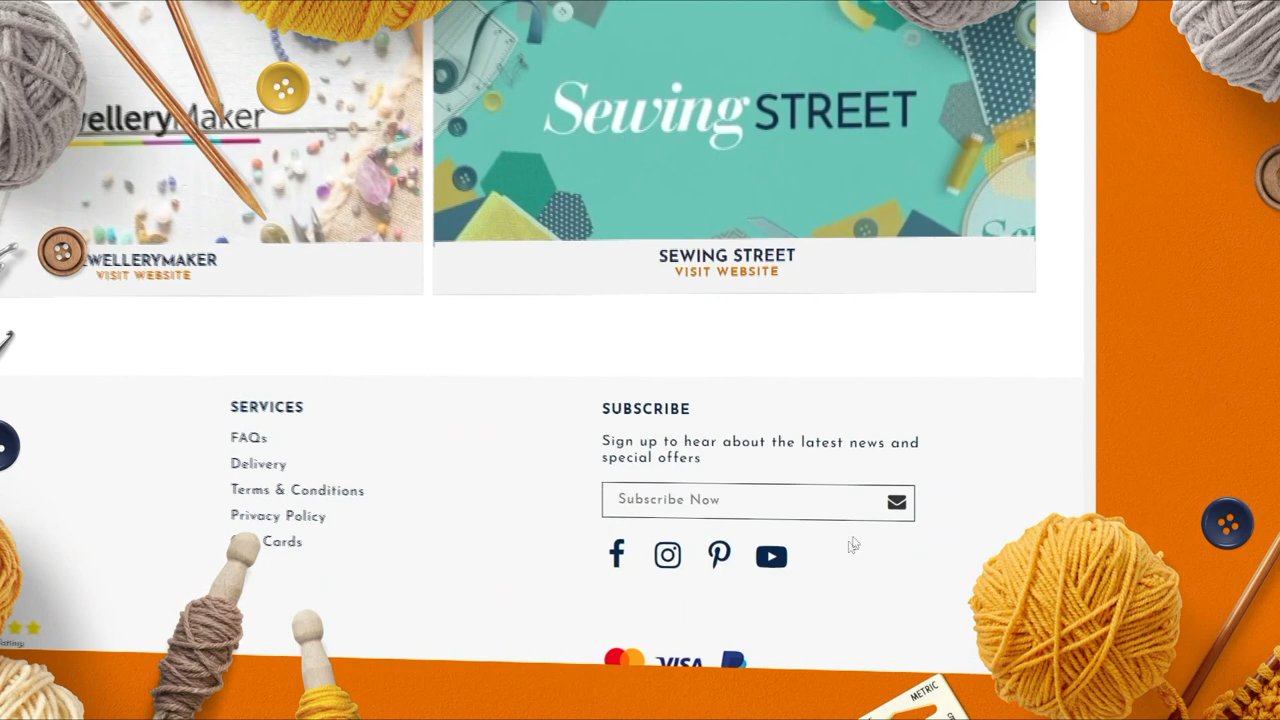 welleryMaker
Sewing STREET
WELLERYMAKER
VISIT WEBSITE
SEWING STREET
VISIT WEBSITE
SERVICES
FAQs
Delivery
Terms & Conditions
Privacy Policy
Cards
SUBSCRIBE
Sign up to hear about the latest news and
special offers
Subscribe Now
VISA
METRIC